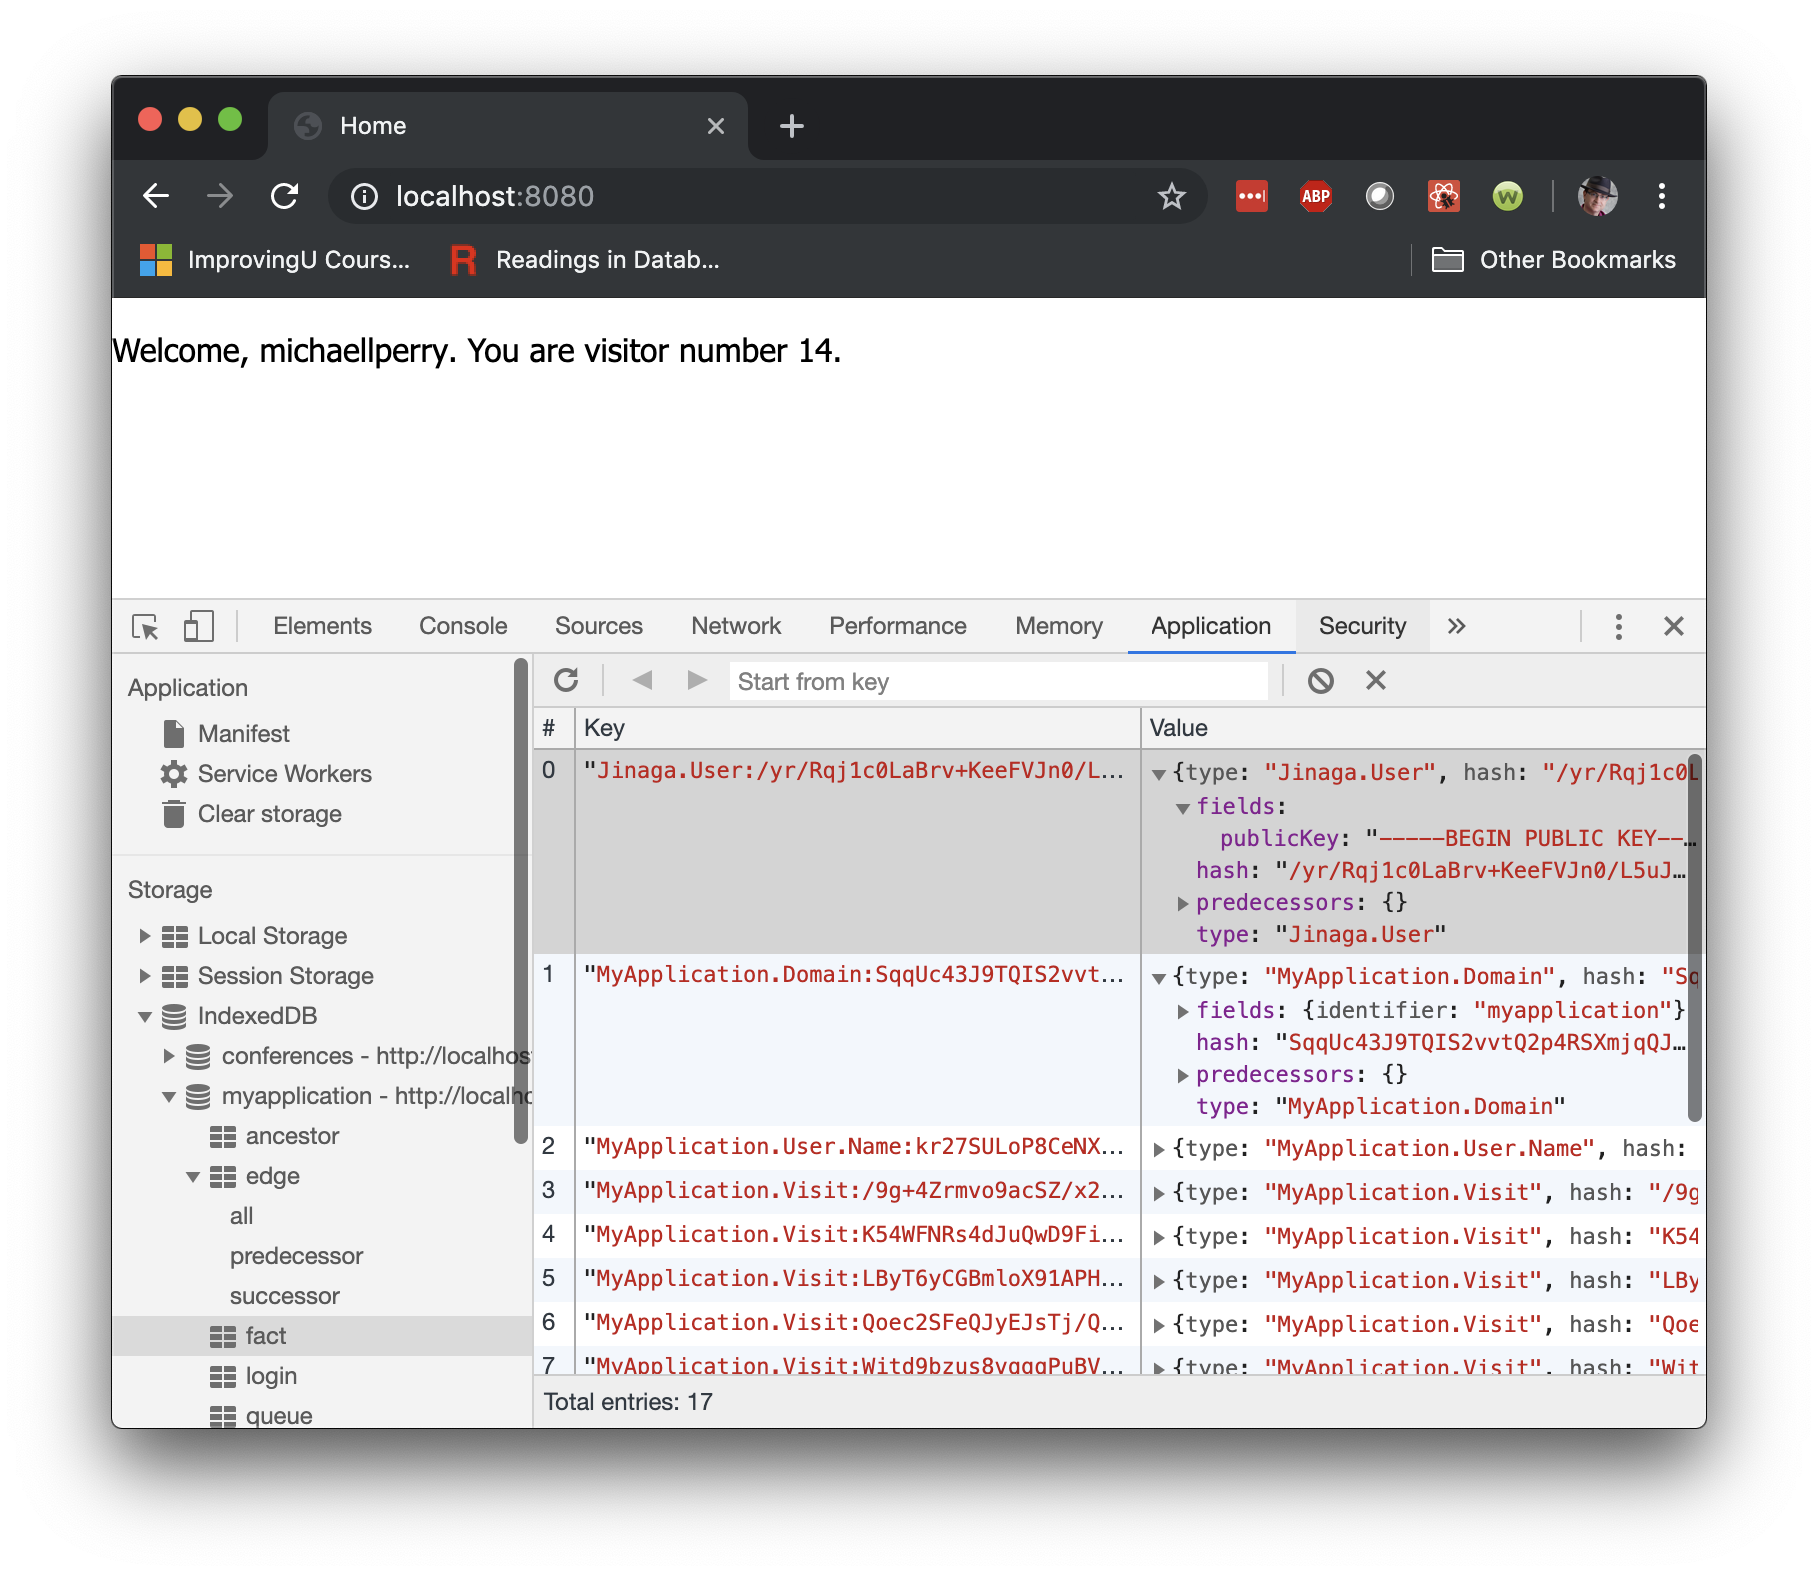 Home
localhost:8080
ABP
ImprovingU Cours...
R Readings in Datab...
Other Bookmarks
Welcome, michaellperry. You are visitor number 14.
Elements Console Sources Network Performance Memory Application Security »
Application
Manifest
Service Workers
Clear storage
Storage
Local Storage
Session Storage
IndexedDB
conferences - http://localhos
myapplication - http://localho
ancestor
edge
all
predecessor
successor
fact
login
queue
Start from key
# Key Value
0 "Jinaga.User:/yr/Rqj1c0LaBrv+KeeFVJn0/L... {type: "Jinaga.User", hash: "/yr/Rqj1c0L
fields:
publicKey: "-----BEGIN PUBLIC KEY--...
hash: "/yr/Rqj1c0LaBrv+KeeFVJn0/L5uJ...
predecessors: {}
type: "Jinaga.User"
1 "MyApplication.Domain:SqqUc43J9TQIS2vvt... {type: "MyApplication.Domain", hash: "Sq
fields: {identifier: "myapplication"}
hash: "SqqUc43J9TQIS2vvtQ2p4RSXmjqQJ...
predecessors: {}
type: "MyApplication.Domain"
2 "MyApplication.User.Name:kr27SULoP8CeNX... {type: "MyApplication.User.Name", hash:
3 "MyApplication.Visit:/9g+4Zrmvo9acSZ/x2... {type: "MyApplication.Visit", hash: "/9g
4 "MyApplication.Visit:K54WFNRs4dJuQwD9Fi... {type: "MyApplication.Visit", hash: "K54
5 "MyApplication.Visit:LByT6yCGBmloX91APH... {type: "MyApplication.Visit", hash: "LBy
6 "MyApplication.Visit:Qoec2SFeQJyEJsTj/Q... {type: "MyApplication.Visit", hash: "Qoe
7 {type: "MyApplication.Visit", hash: "Wit
Total entries: 17